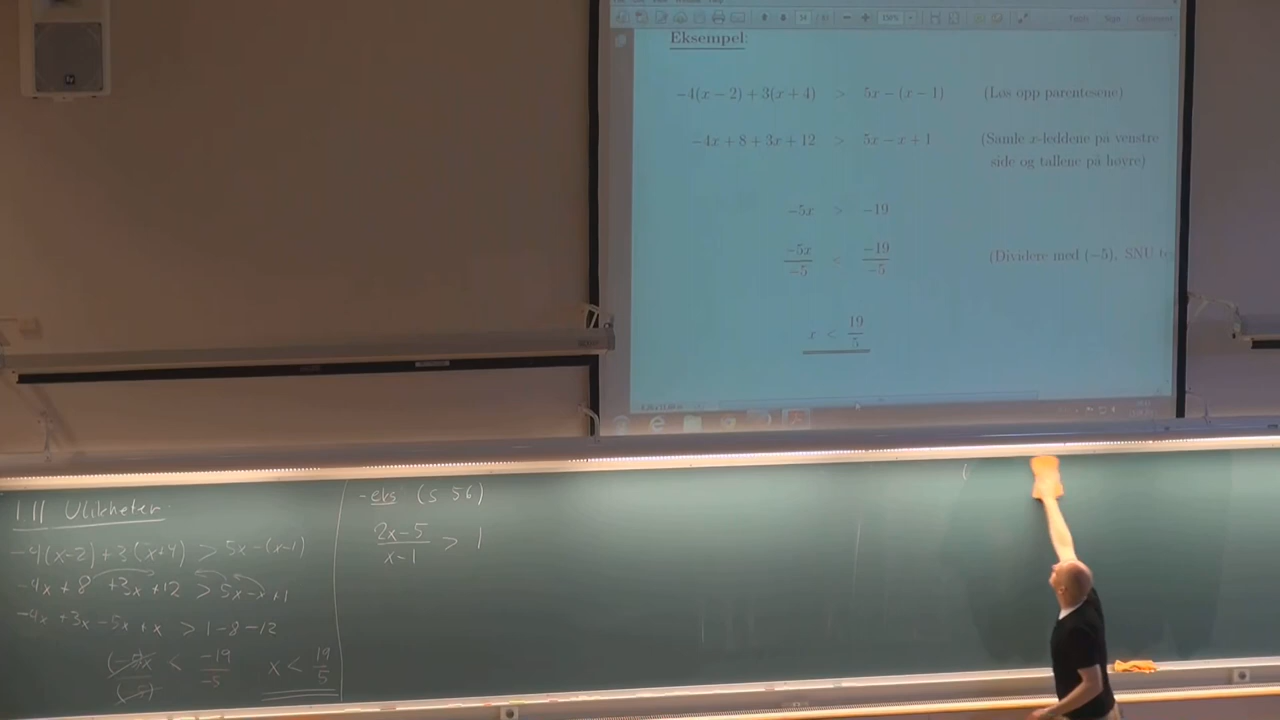 Eksempel:
−4(x − 2) + 3(x + 4) > 5x − (x − 1) (Løs opp parentesene)
−4x + 8 + 3x + 12 > 5x − x + 1 (Samle x-leddene på venstre
side og tallene på høyre)
−5x > −19
−5x/−5 < −19/−5 (Dividere med (−5), SNU
x < 19/5
1.11 Ulikheter:
−4(x−2)+3(x+4) > 5x−(x−1)
−4x + 8 + 3x + 12 > 5x − x + 1
−4x + 3x − 5x + x > 1 − 8 − 12
(−5)x/(−5) < −19/−5 x < 19/5
- eks (s 56)
2x−5/x−1 > 1